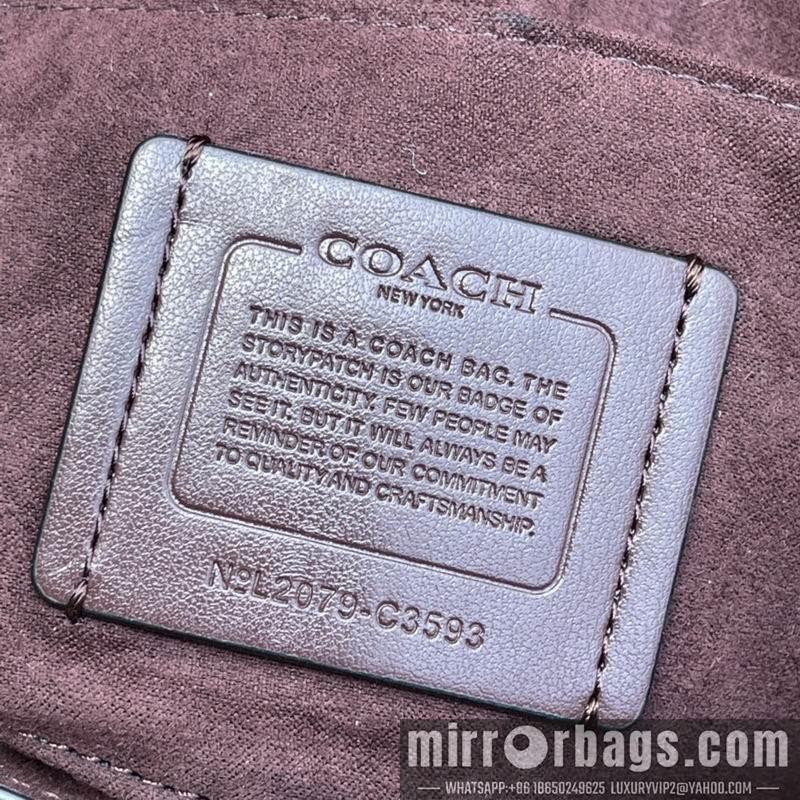 COACH
NEW YORK
THIS IS A COACH BAG. THE
STORYPATCH IS OUR BADGE OF
AUTHENTICITY. FEW PEOPLE MAY
SEE IT. BUT IT WILL ALWAYS BE A
REMINDER OF OUR COMMITMENT
TO QUALITY AND CRAFTSMANSHIP.
NºL2079-C3593
mirrorbags.com
WHATSAPP:+86 18650249625 LUXURYVIP2@YAHOO.COM